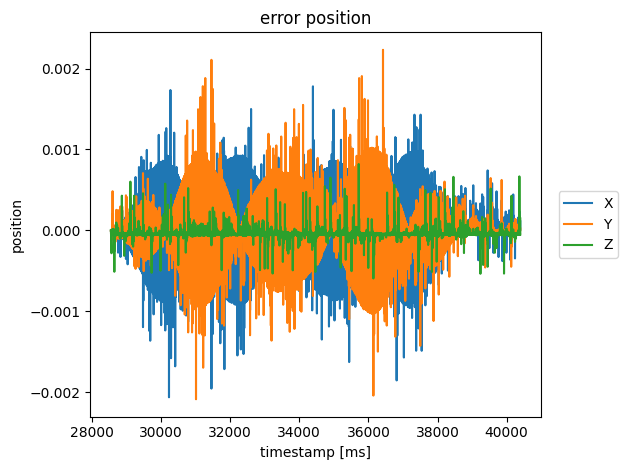 error position
0.002
0.001
0.000
−0.001
−0.002
position
28000 30000 32000 34000 36000 38000 40000
timestamp [ms]
X
Y
Z